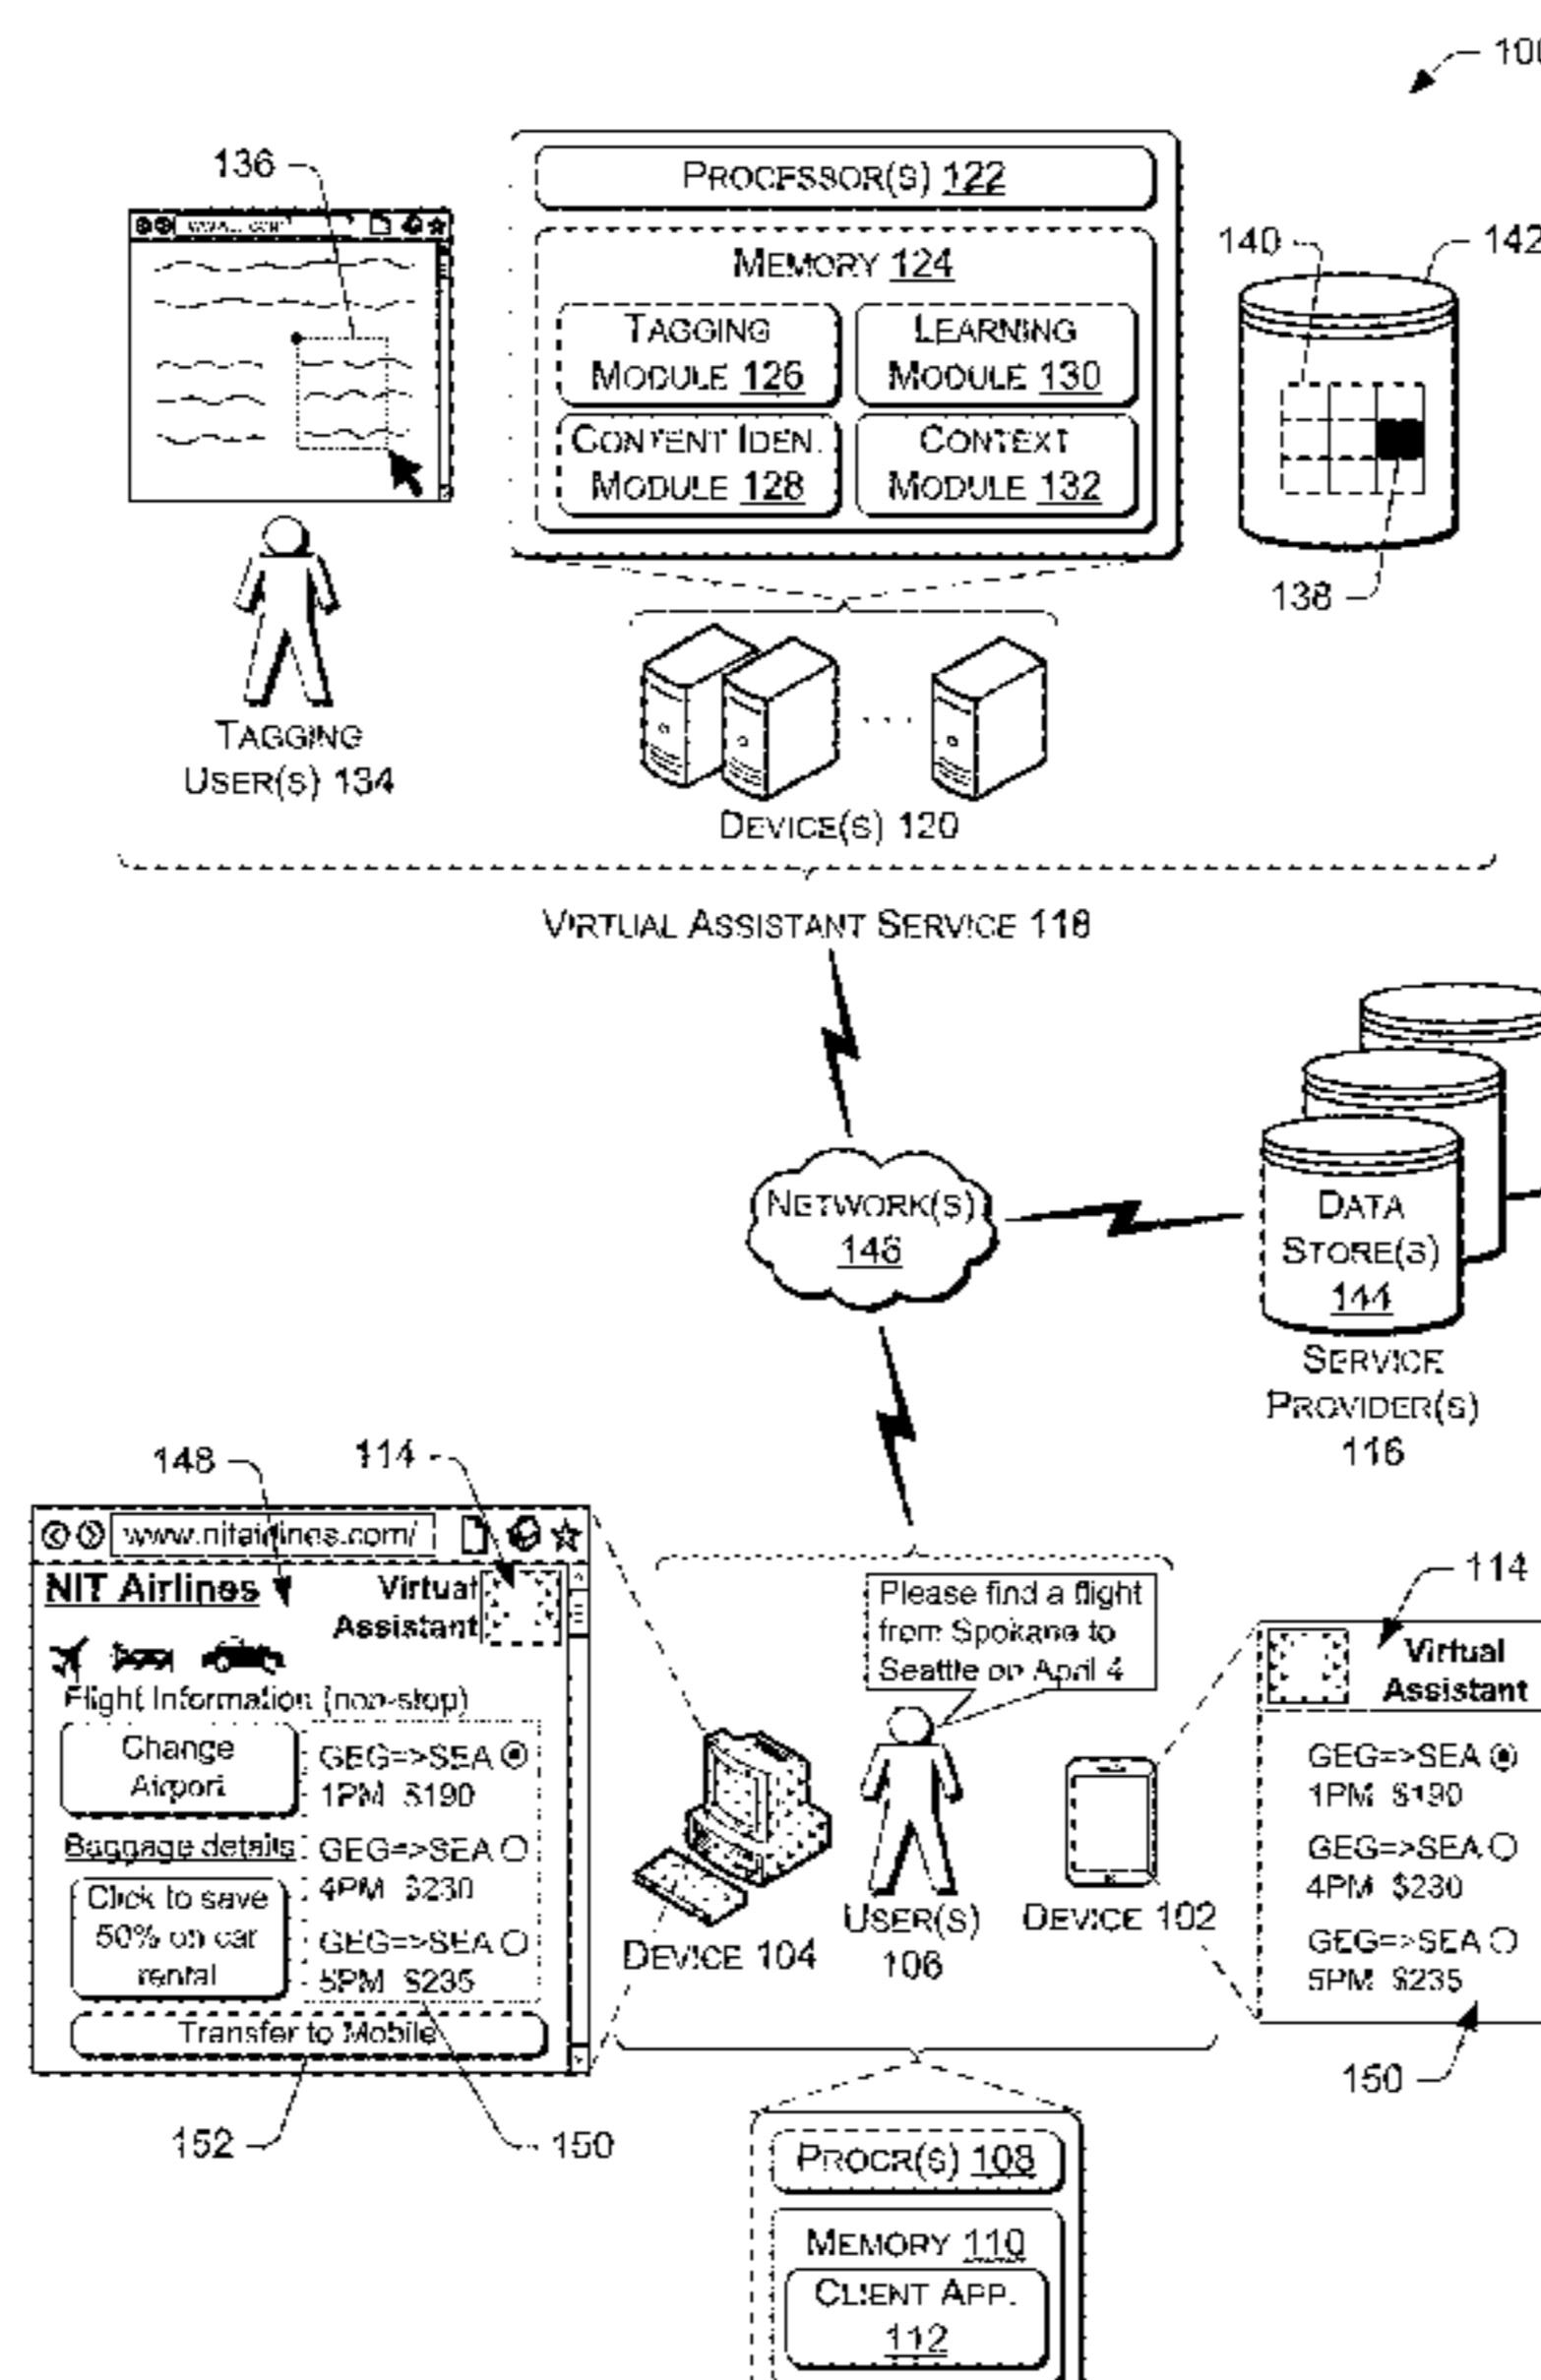 100
136
PROCESSOR(S) 122
MEMORY 124
140
142
TAGGING
MODULE 126
LEARNING
MODULE 130
CONTENT IDEN.
MODULE 128
CONTEXT
MODULE 132
138
TAGGING
USER(S) 134
DEVICE(S) 120
VIRTUAL ASSISTANT SERVICE 118
NETWORK(S)
146
DATA
STORE(S)
144
SERVICE
PROVIDER(S)
116
148
114
www.nitairlines.com/
NIT Airlines
Virtual
Assistant
Flight Information (non-stop)
Change
Airport
GEG=>SEA
1PM $190
Baggage details
GEG=>SEA
4PM $230
Click to save
50% on car
rental
GEG=>SEA
5PM $235
Transfer to Mobile
152
150
Please find a flight
from Spokane to
Seattle on April 4
DEVICE 104
USER(S)
106
DEVICE 102
114
Virtual
Assistant
GEG=>SEA
1PM $190
GEG=>SEA
4PM $230
GEG=>SEA
5PM $235
150
PROCR(S) 108
MEMORY 110
CLIENT APP.
112